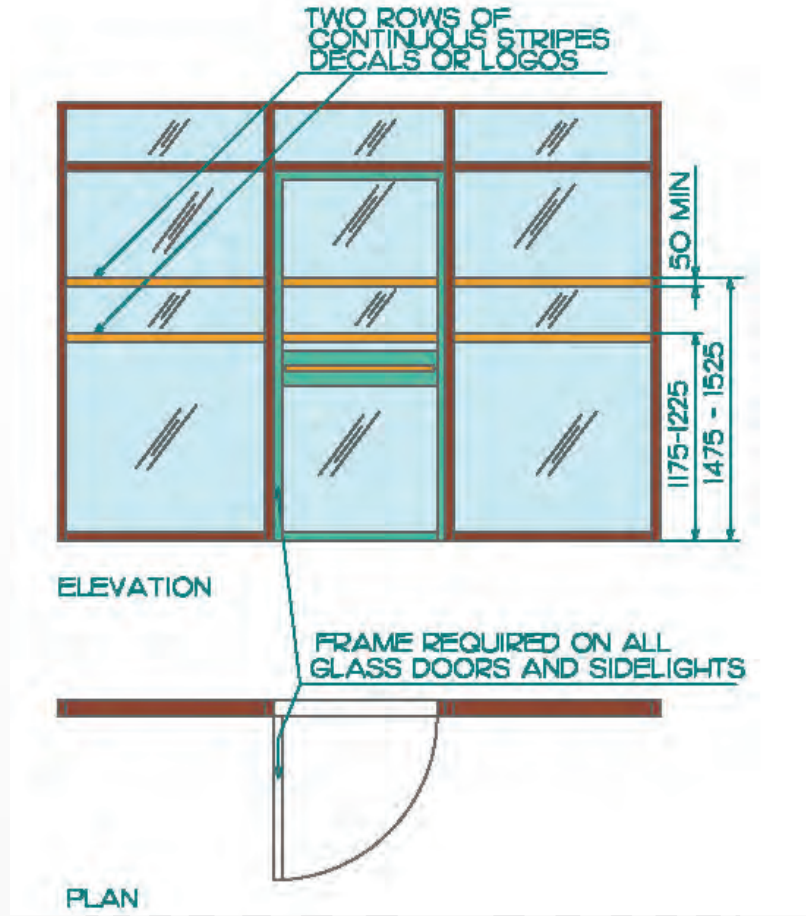 TWO ROWS OF
CONTINUOUS STRIPES
DECALS OR LOGOS
50 MIN
1175-1225
1475 - 1525
ELEVATION
FRAME REQUIRED ON ALL
GLASS DOORS AND SIDELIGHTS
PLAN